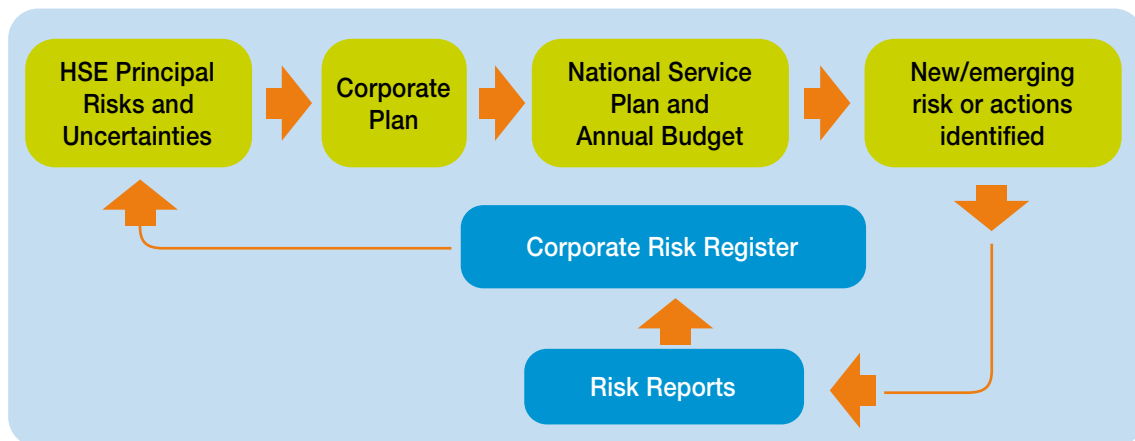 HSE Principal
Risks and
Uncertainties
Corporate
Plan
National Service
Plan and
Annual Budget
New/emerging
risk or actions
identified
Corporate Risk Register
Risk Reports